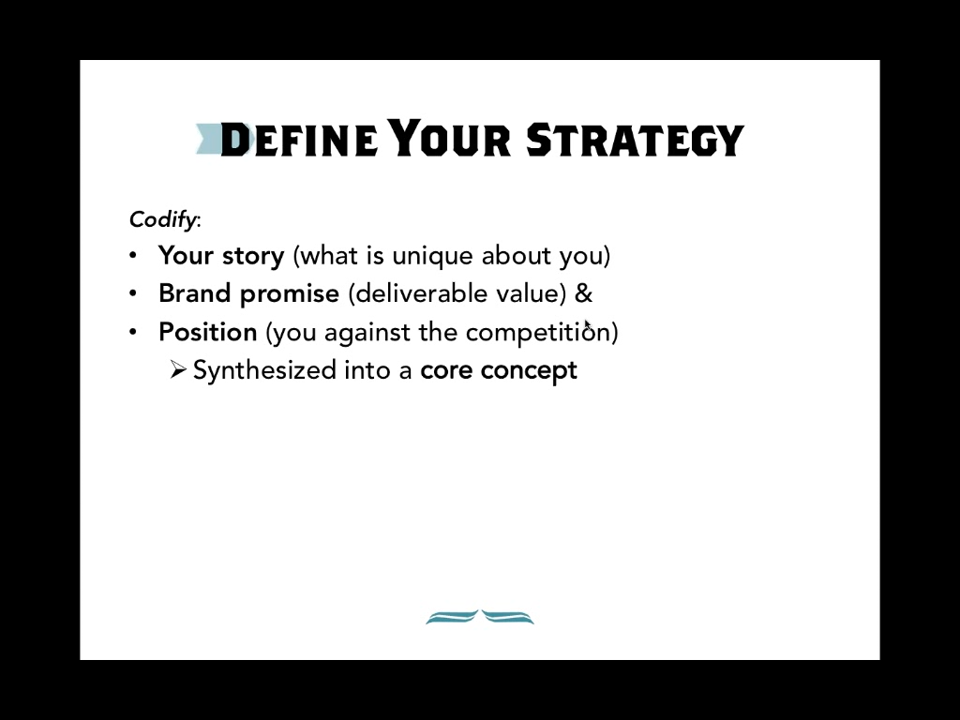 Define Your Strategy
Codify:
• Your story (what is unique about you)
• Brand promise (deliverable value) &
• Position (you against the competition)
➢ Synthesized into a core concept